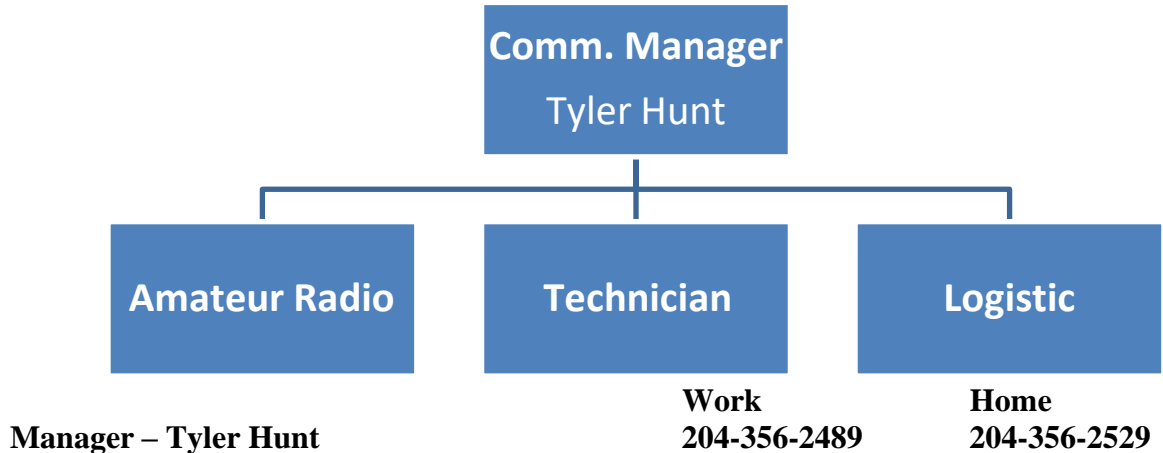 Comm. Manager
Tyler Hunt
Amateur Radio
Technician
Logistic
Work Home
Manager – Tyler Hunt 204-356-2489 204-356-2529